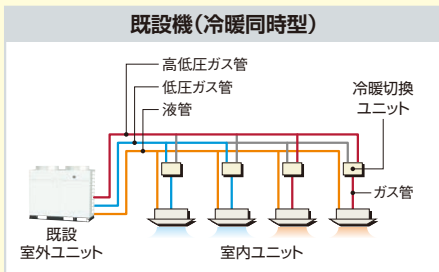 既設機（冷暖同時型）
高低圧ガス管
低圧ガス管
液管
冷暖切換
ユニット
ガス管
既設
室外ユニット
室内ユニット